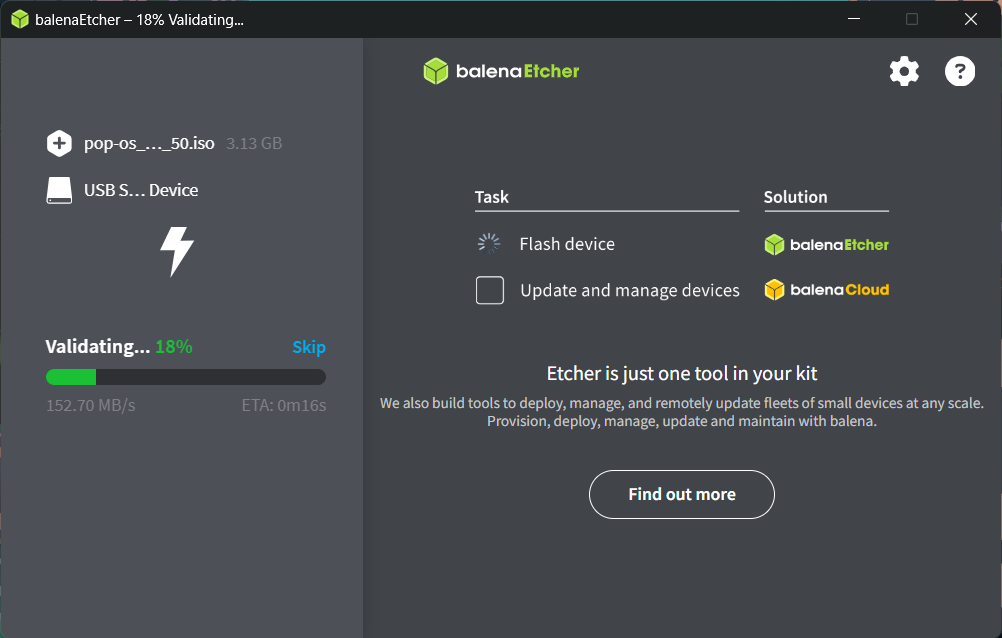 balenaEtcher – 18% Validating...
balenaEtcher
?
pop-os_…_50.iso 3.13 GB
USB S… Device
Validating... 18% Skip
152.70 MB/s ETA: 0m16s
Task Solution
Flash device balenaEtcher
Update and manage devices balenaCloud
Etcher is just one tool in your kit
We also build tools to deploy, manage, and remotely update fleets of small devices at any scale.
Provision, deploy, manage, update and maintain with balena.
Find out more